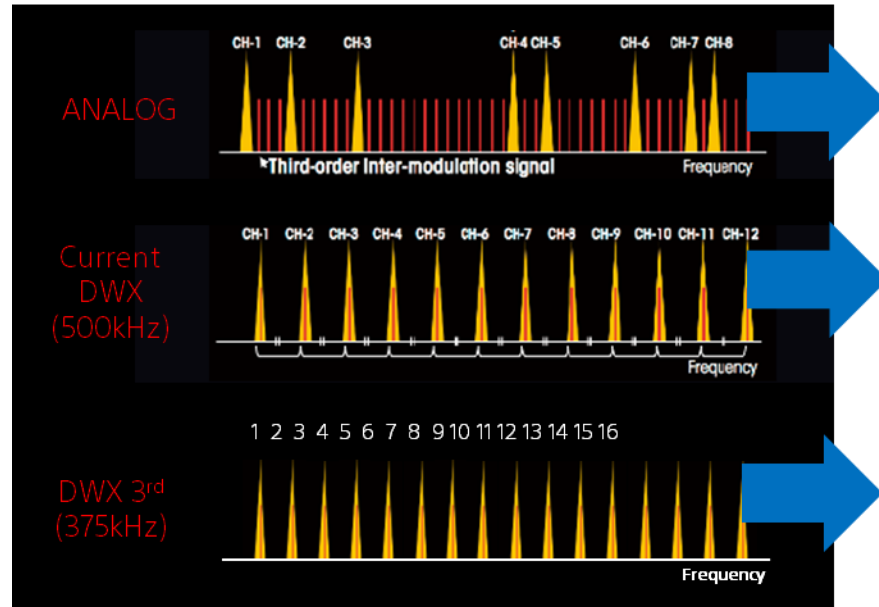 CH-1 CH-2 CH-3 CH-4 CH-5 CH-6 CH-7 CH-8
ANALOG
Third-order Inter-modulation signal
Frequency
CH-1 CH-2 CH-3 CH-4 CH-5 CH-6 CH-7 CH-8 CH-9 CH-10 CH-11 CH-12
Current
DWX
(500kHz)
Frequency
1 2 3 4 5 6 7 8 9 10 11 12 13 14 15 16
DWX 3rd
(375kHz)
Frequency